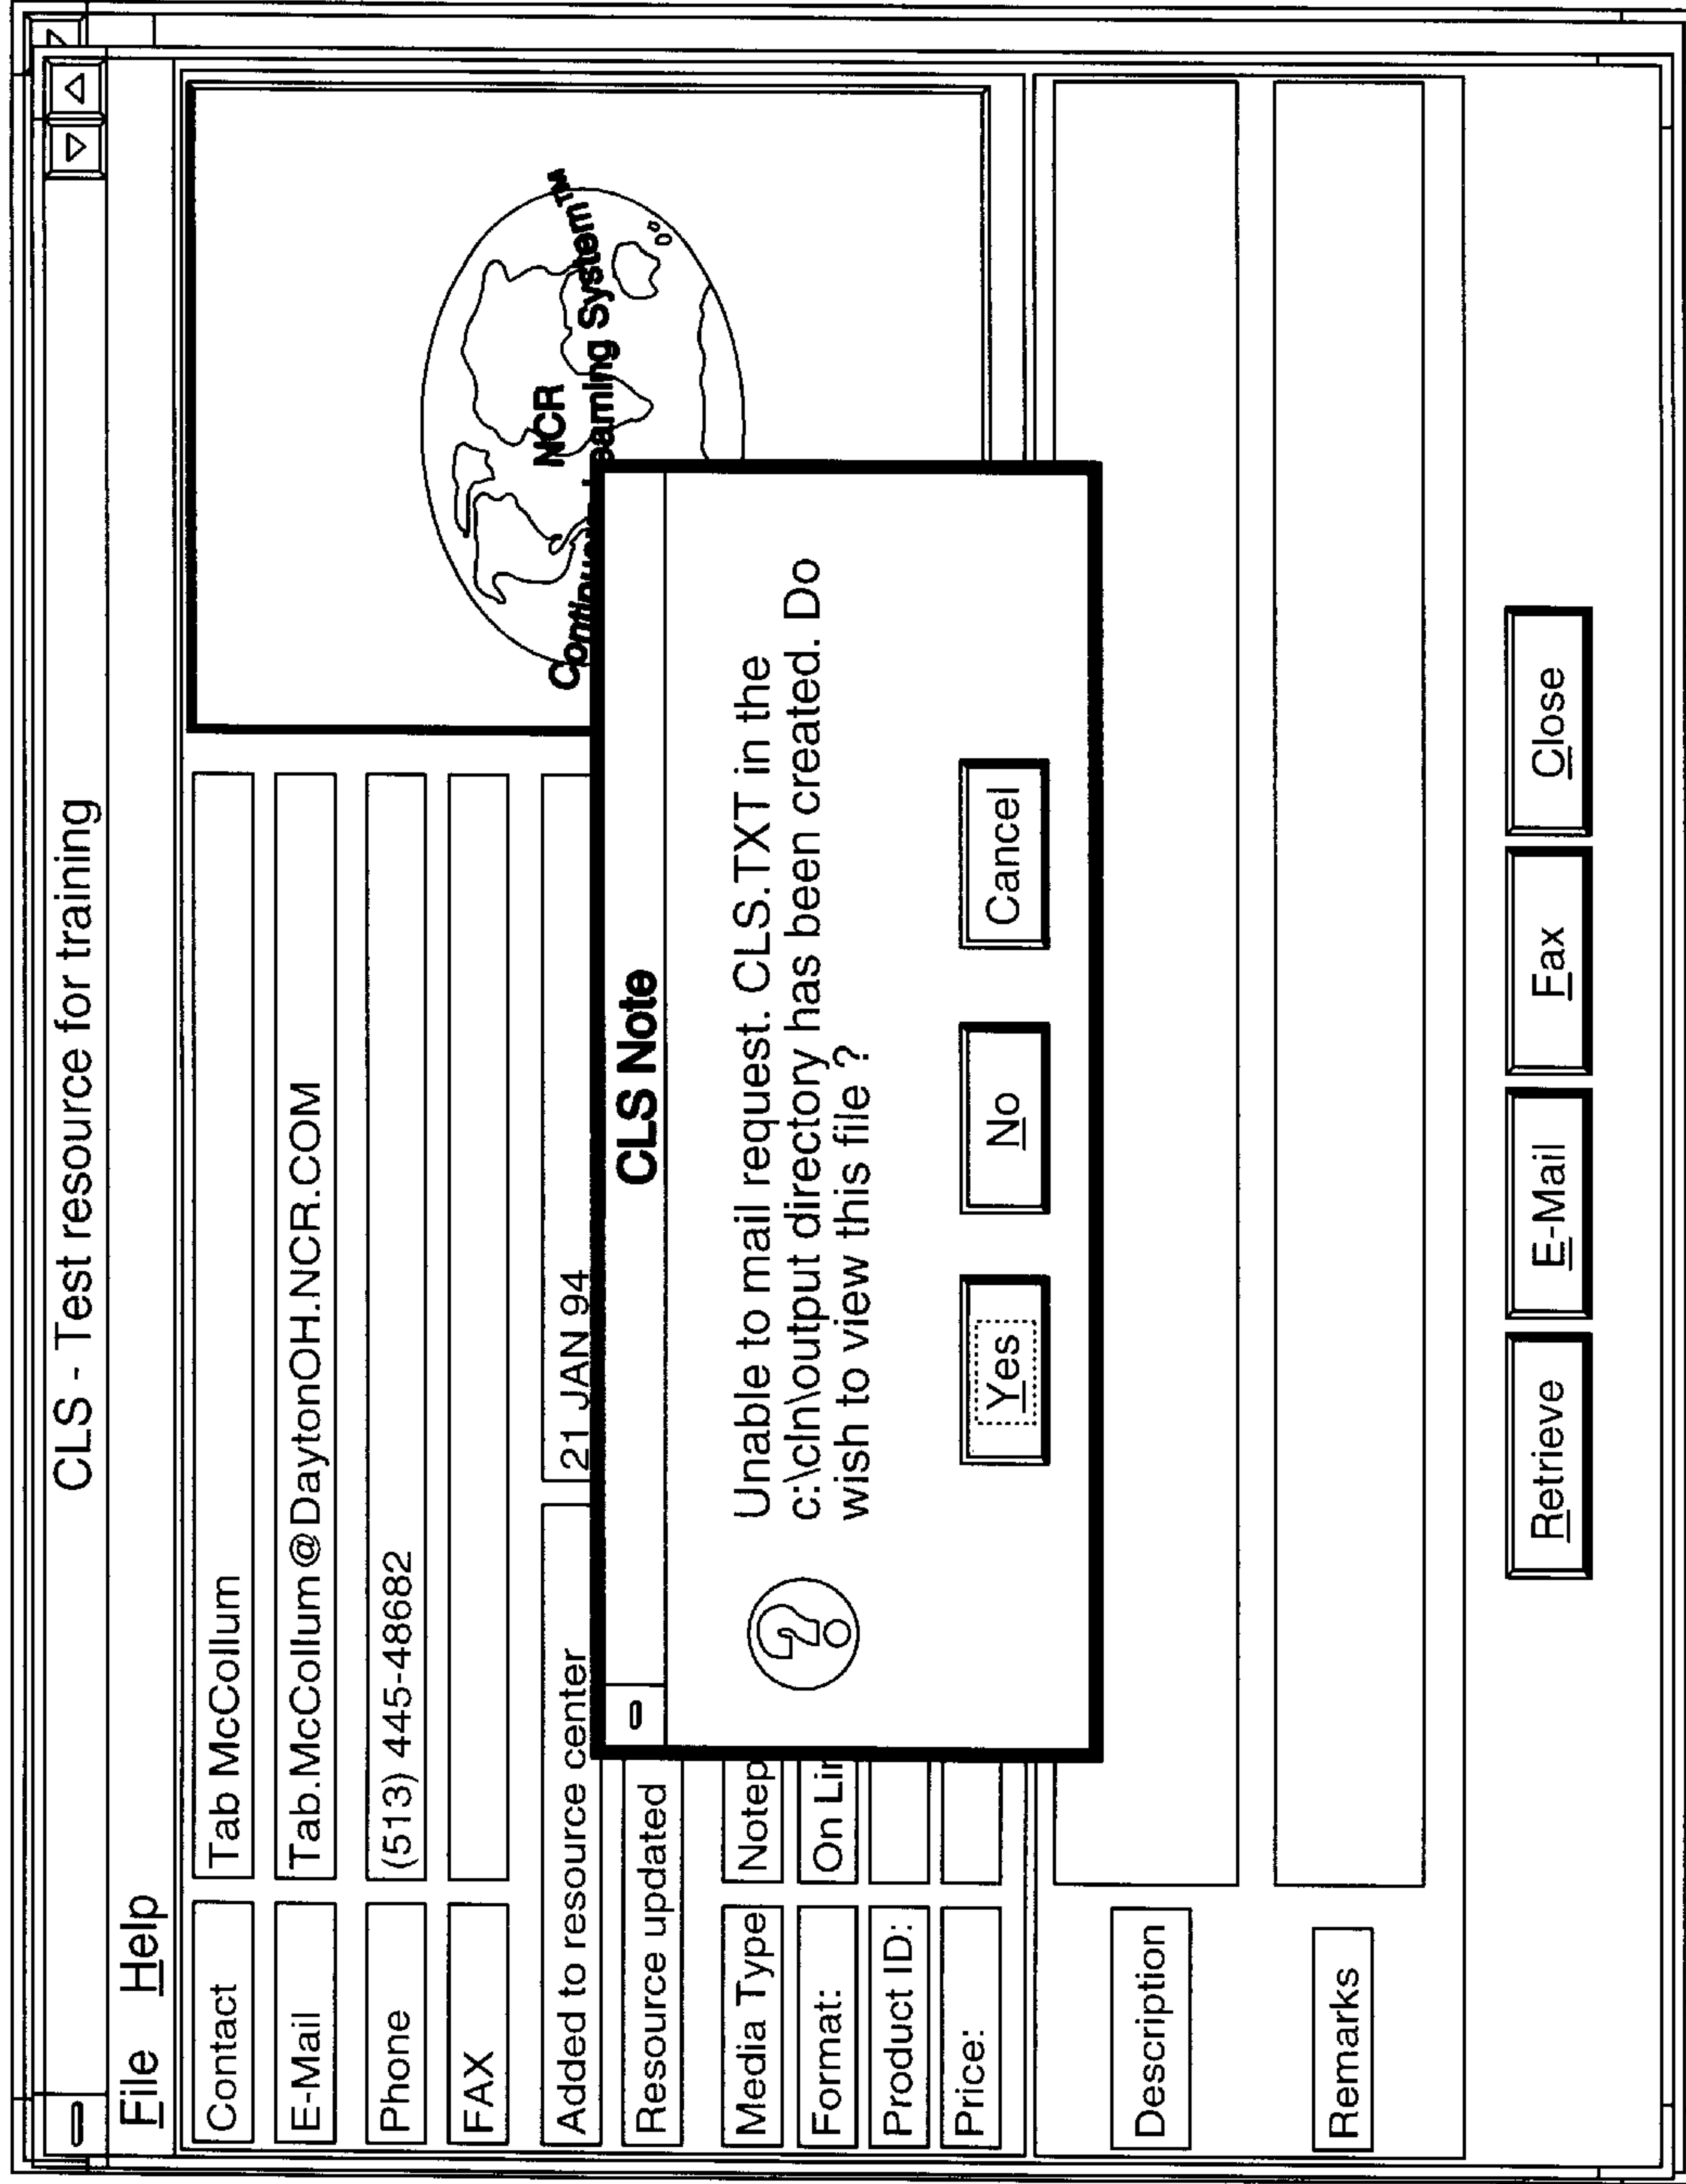 CLS - Test resource for training
File Help
Contact Tab McCollum
E-Mail Tab.McCollum@DaytonOH.NCR.COM
Phone (513) 445-48682
FAX
Added to resource center 21 JAN 94
Resource updated
Media Type Notep
Format: On Lin
Product ID:
Price:
NCR
Continuous Learning System™
CLS Note
Unable to mail request. CLS.TXT in the
c:\cln\output directory has been created. Do
wish to view this file ?
Yes No Cancel
Description
Remarks
Retrieve E-Mail Fax Close